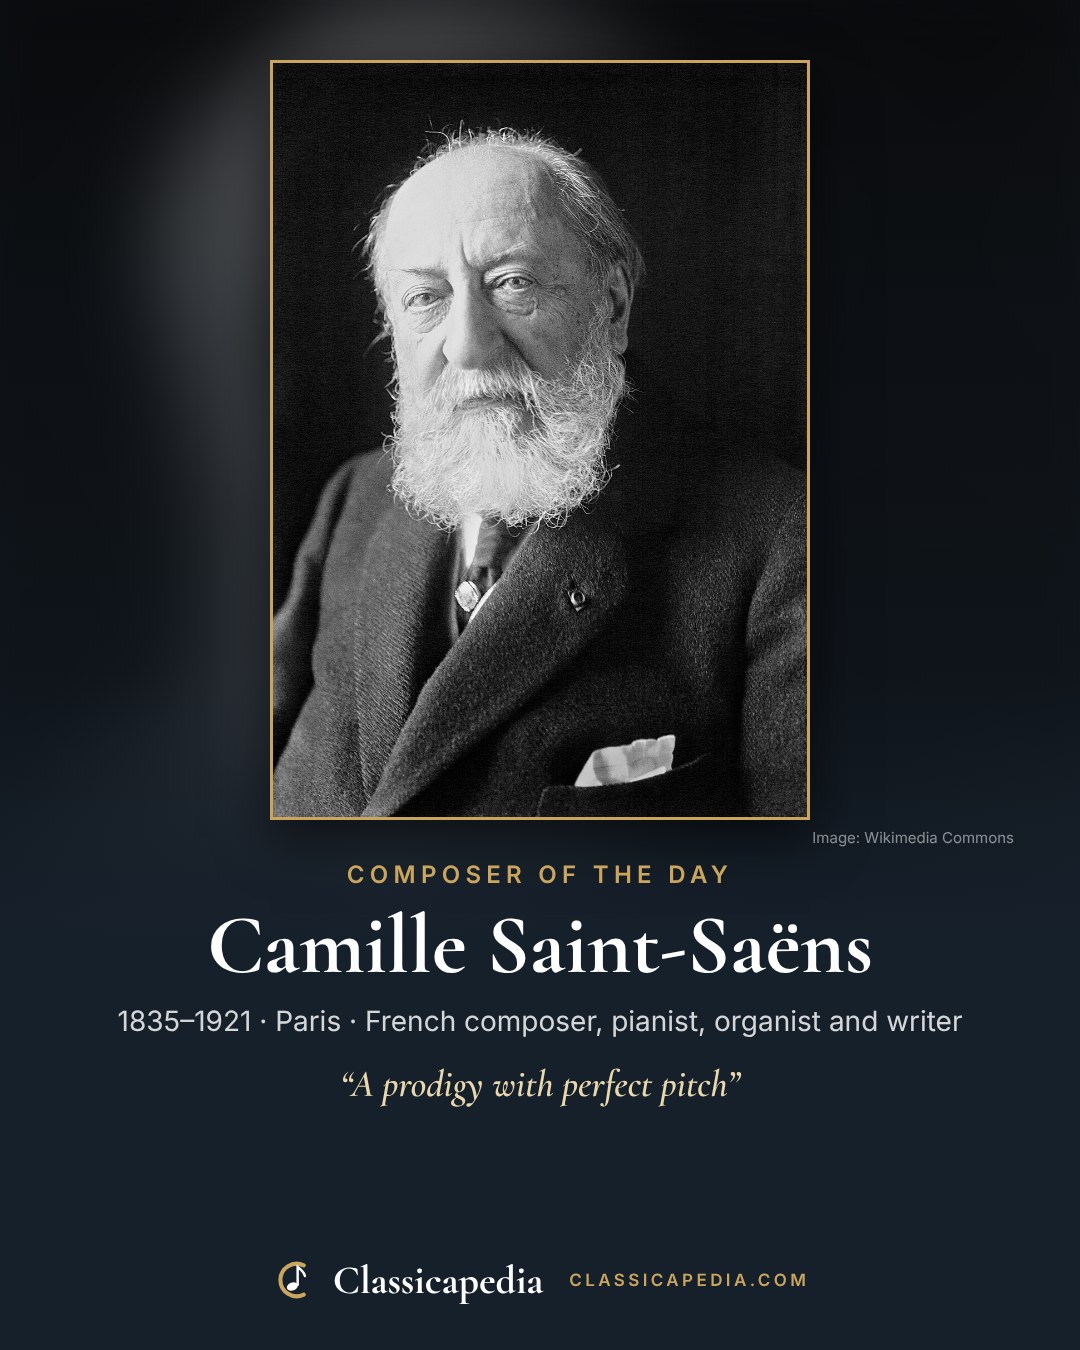 Image: Wikimedia Commons
COMPOSER OF THE DAY
Camille Saint-Saëns
1835–1921 · Paris · French composer, pianist, organist and writer
“A prodigy with perfect pitch”
Classicapedia CLASSICAPEDIA.COM